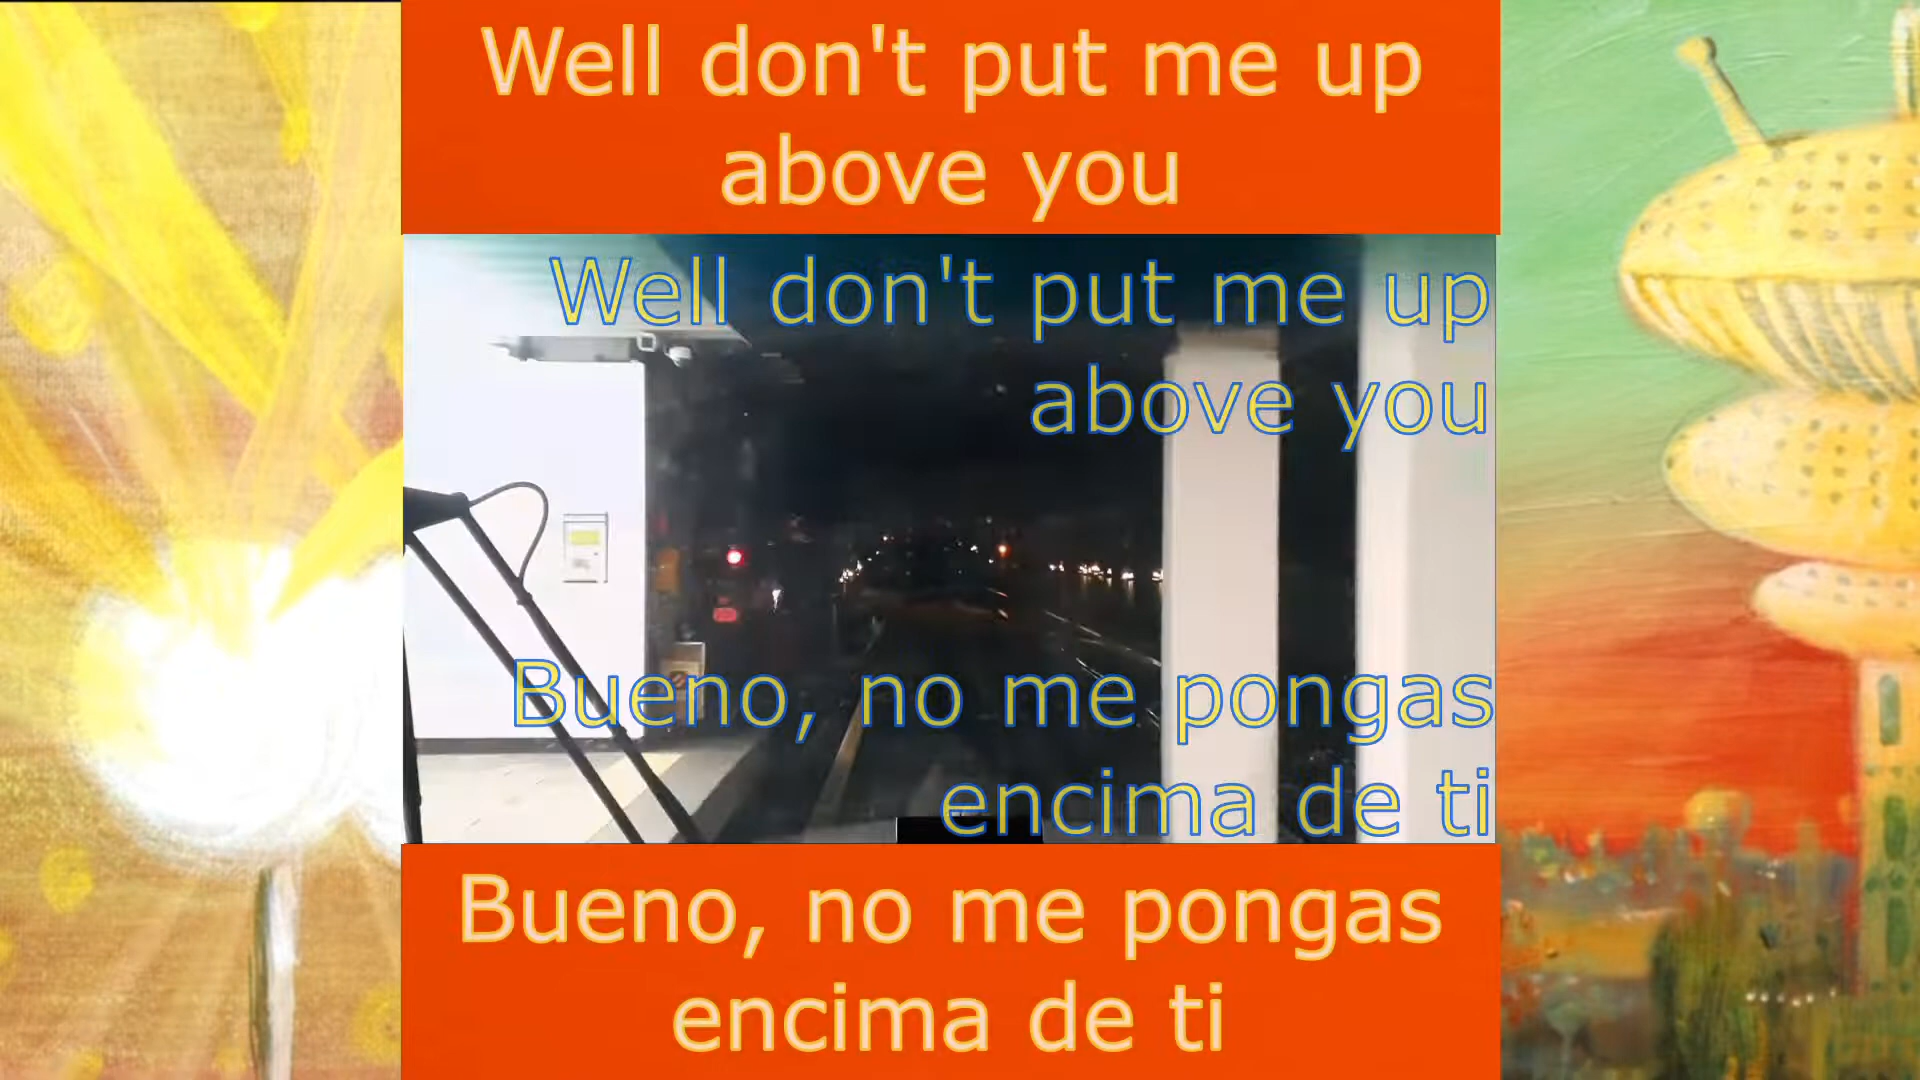 Well don't put me up
above you
Well don't put me up
above you
Bueno, no me pongas
encima de ti
Bueno, no me pongas
encima de ti